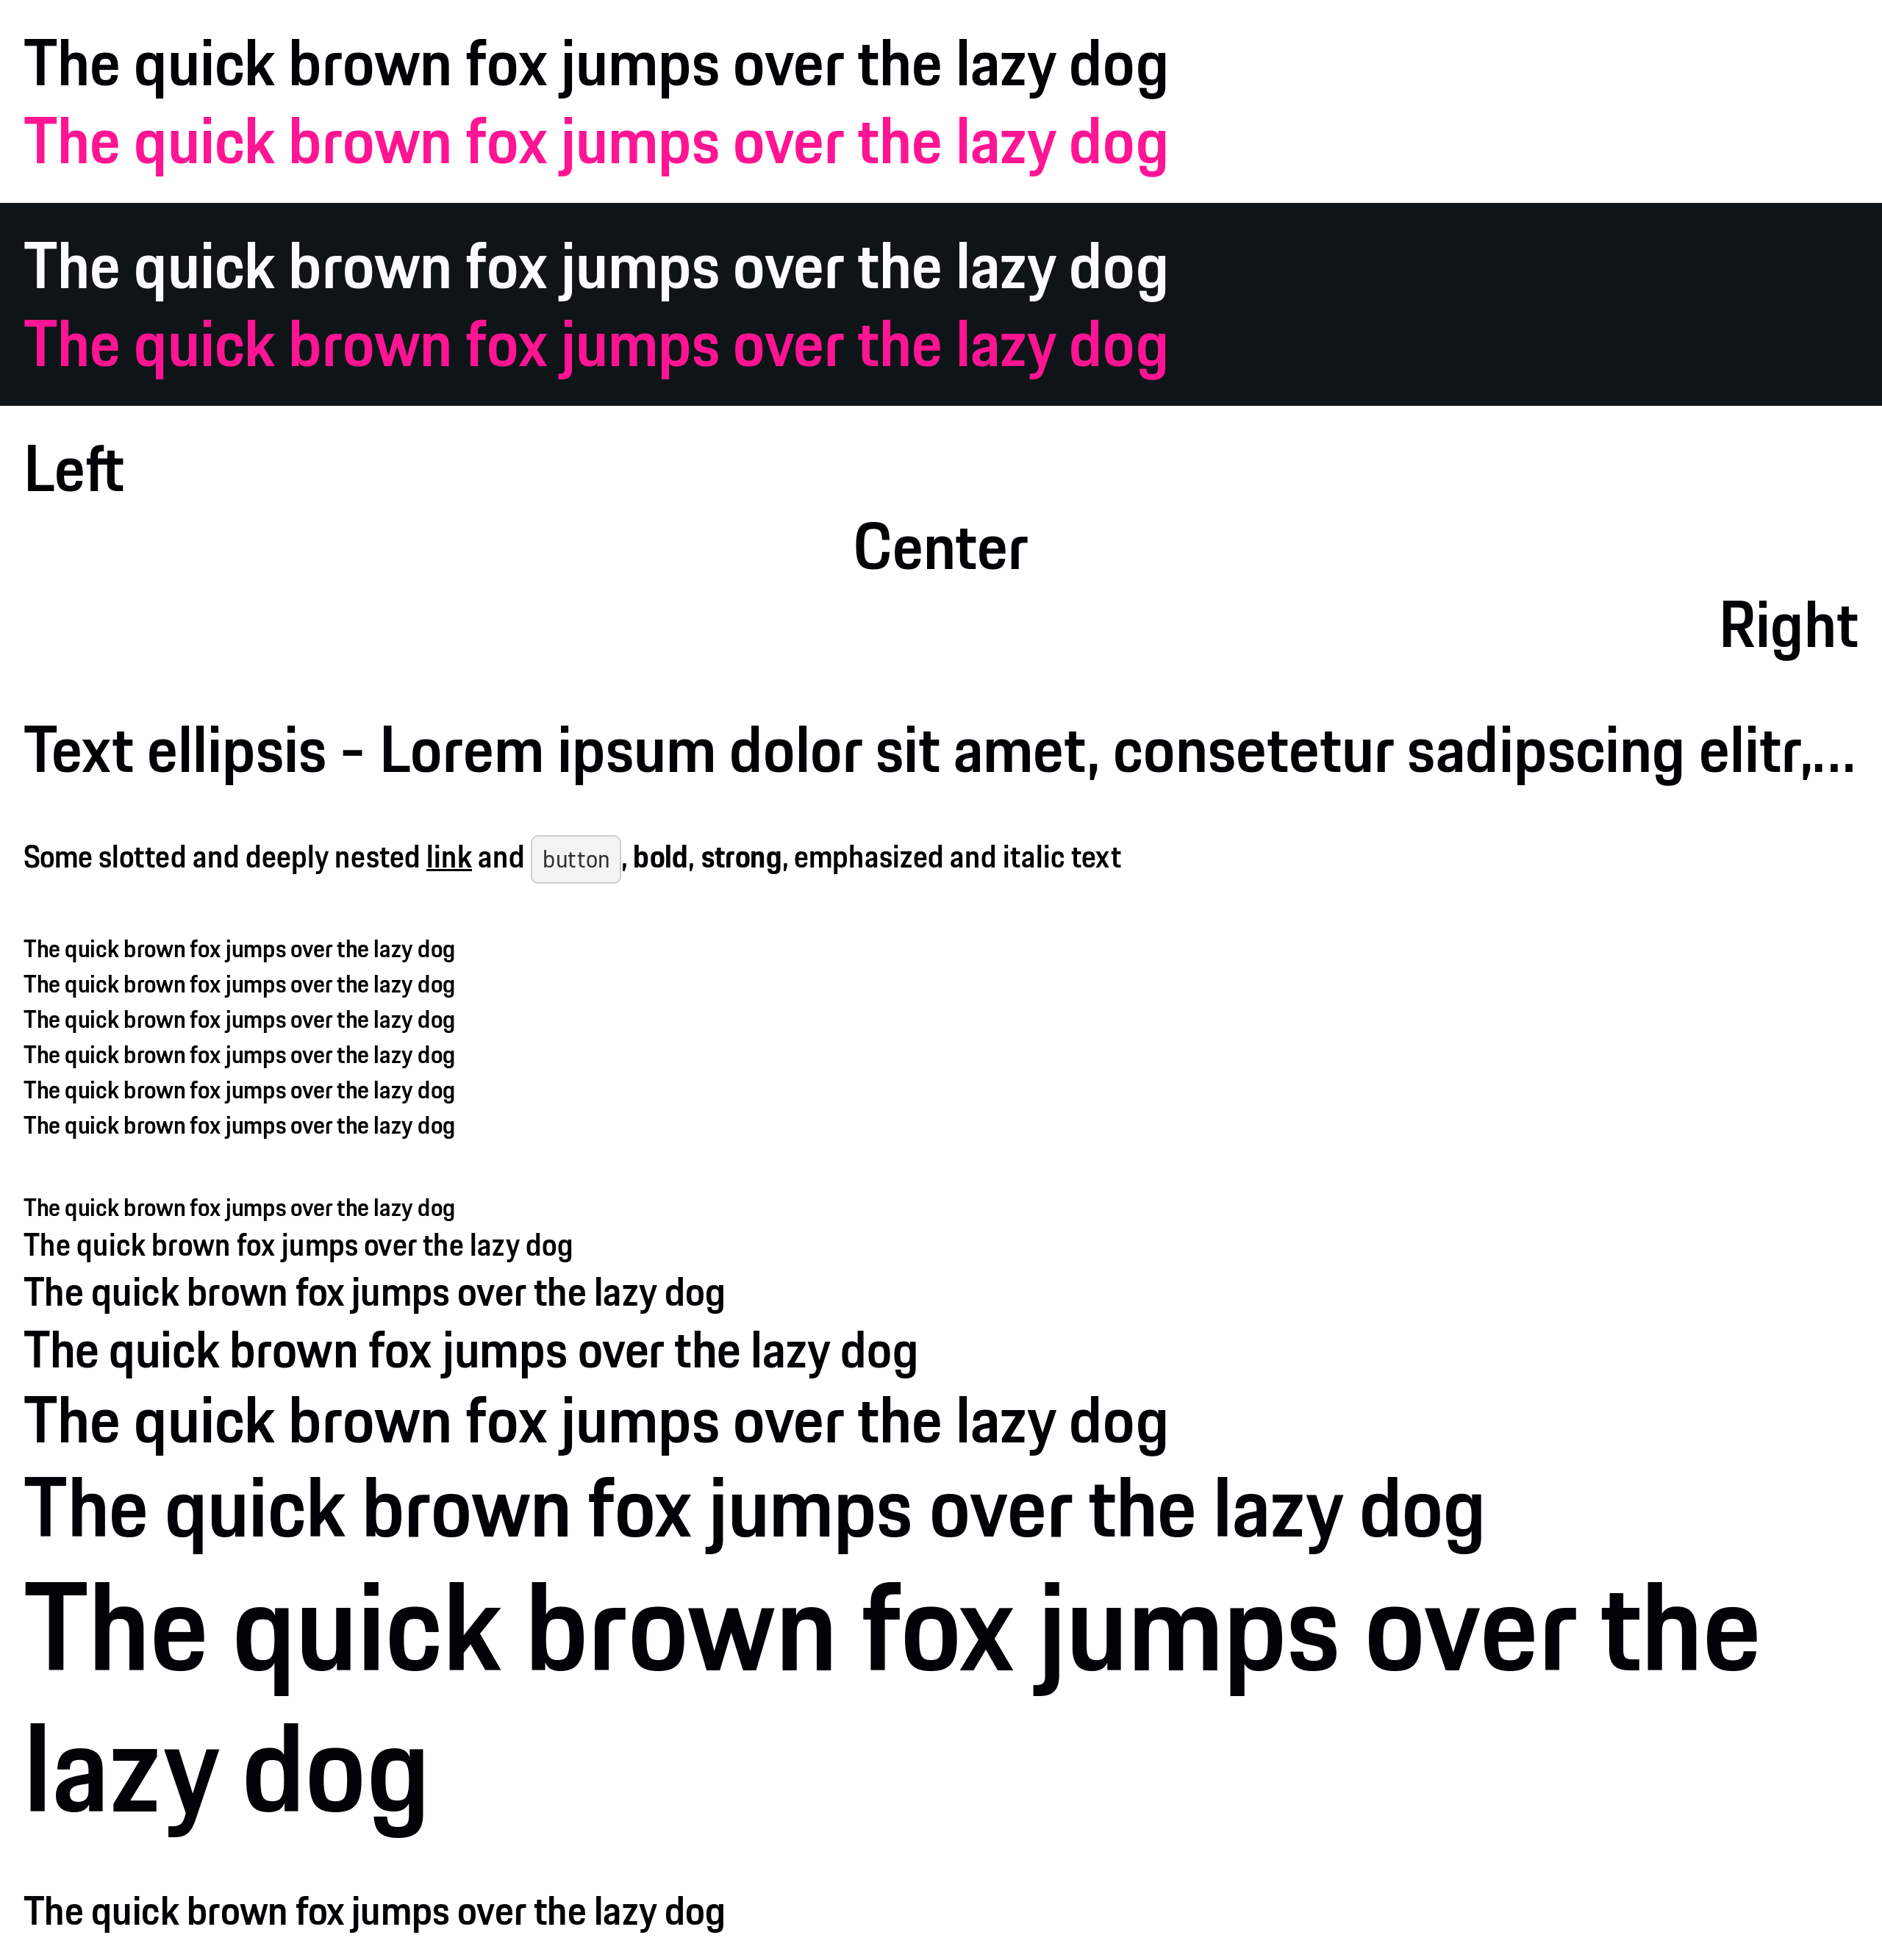 The quick brown fox jumps over the lazy dog
The quick brown fox jumps over the lazy dog
The quick brown fox jumps over the lazy dog
The quick brown fox jumps over the lazy dog
Left
Center
Right
Text ellipsis - Lorem ipsum dolor sit amet, consetetur sadipscing elitr,...
Some slotted and deeply nested link and button, bold, strong, emphasized and italic text
The quick brown fox jumps over the lazy dog
The quick brown fox jumps over the lazy dog
The quick brown fox jumps over the lazy dog
The quick brown fox jumps over the lazy dog
The quick brown fox jumps over the lazy dog
The quick brown fox jumps over the lazy dog
The quick brown fox jumps over the lazy dog
The quick brown fox jumps over the lazy dog
The quick brown fox jumps over the lazy dog
The quick brown fox jumps over the lazy dog
The quick brown fox jumps over the lazy dog
The quick brown fox jumps over the lazy dog
The quick brown fox jumps over the
lazy dog
The quick brown fox jumps over the lazy dog